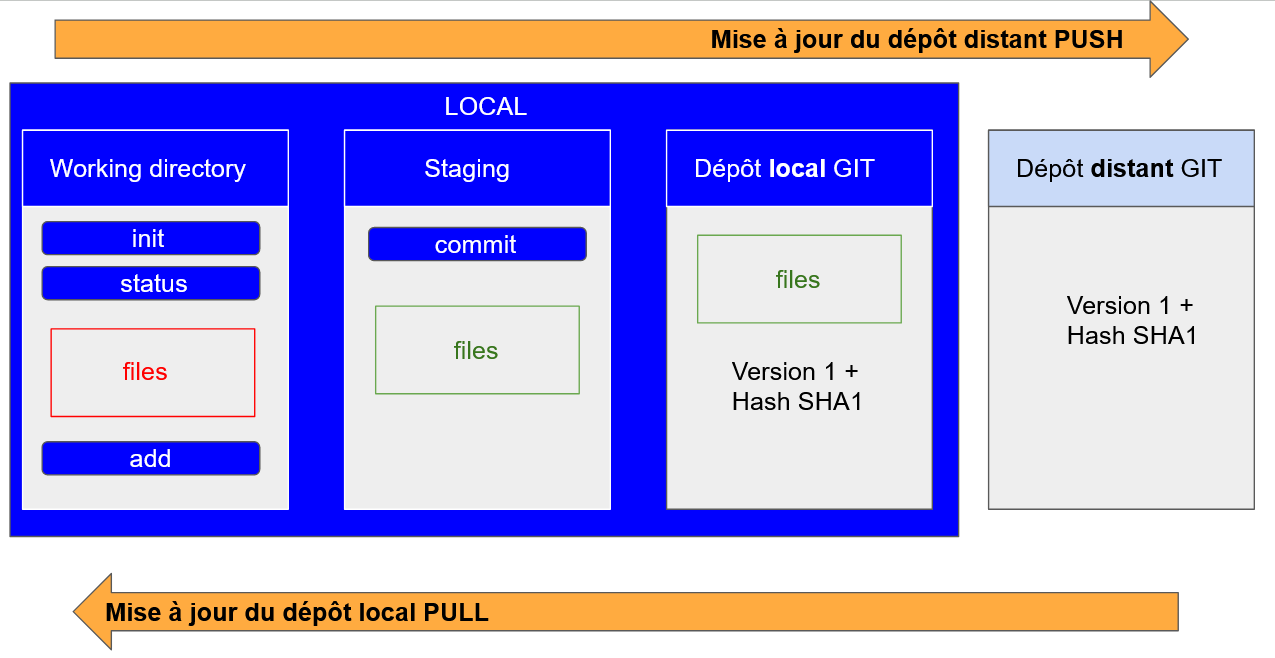 Mise à jour du dépôt distant PUSH
LOCAL
Working directory
init
status
files
add
Staging
commit
files
Dépôt local GIT
files
Version 1 +
Hash SHA1
Dépôt distant GIT
Version 1 +
Hash SHA1
Mise à jour du dépôt local PULL